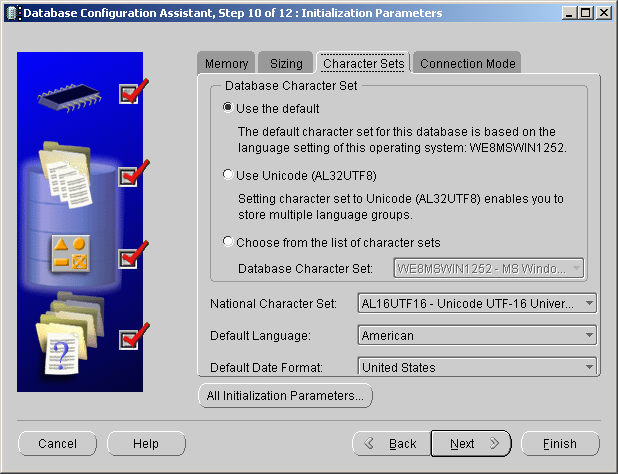 Database Configuration Assistant, Step 10 of 12 : Initialization Parameters
Memory
Sizing
Character Sets
Connection Mode
Database Character Set
Use the default
The default character set for this database is based on the
language setting of this operating system: WE8MSWIN1252.
Use Unicode (AL32UTF8)
Setting character set to Unicode (AL32UTF8) enables you to
store multiple language groups.
Choose from the list of character sets
Database Character Set: WE8MSWIN1252 - MS Windo...
National Character Set: AL16UTF16 - Unicode UTF-16 Univer...
Default Language: American
Default Date Format: United States
All Initialization Parameters...
Cancel
Help
Back
Next
Finish